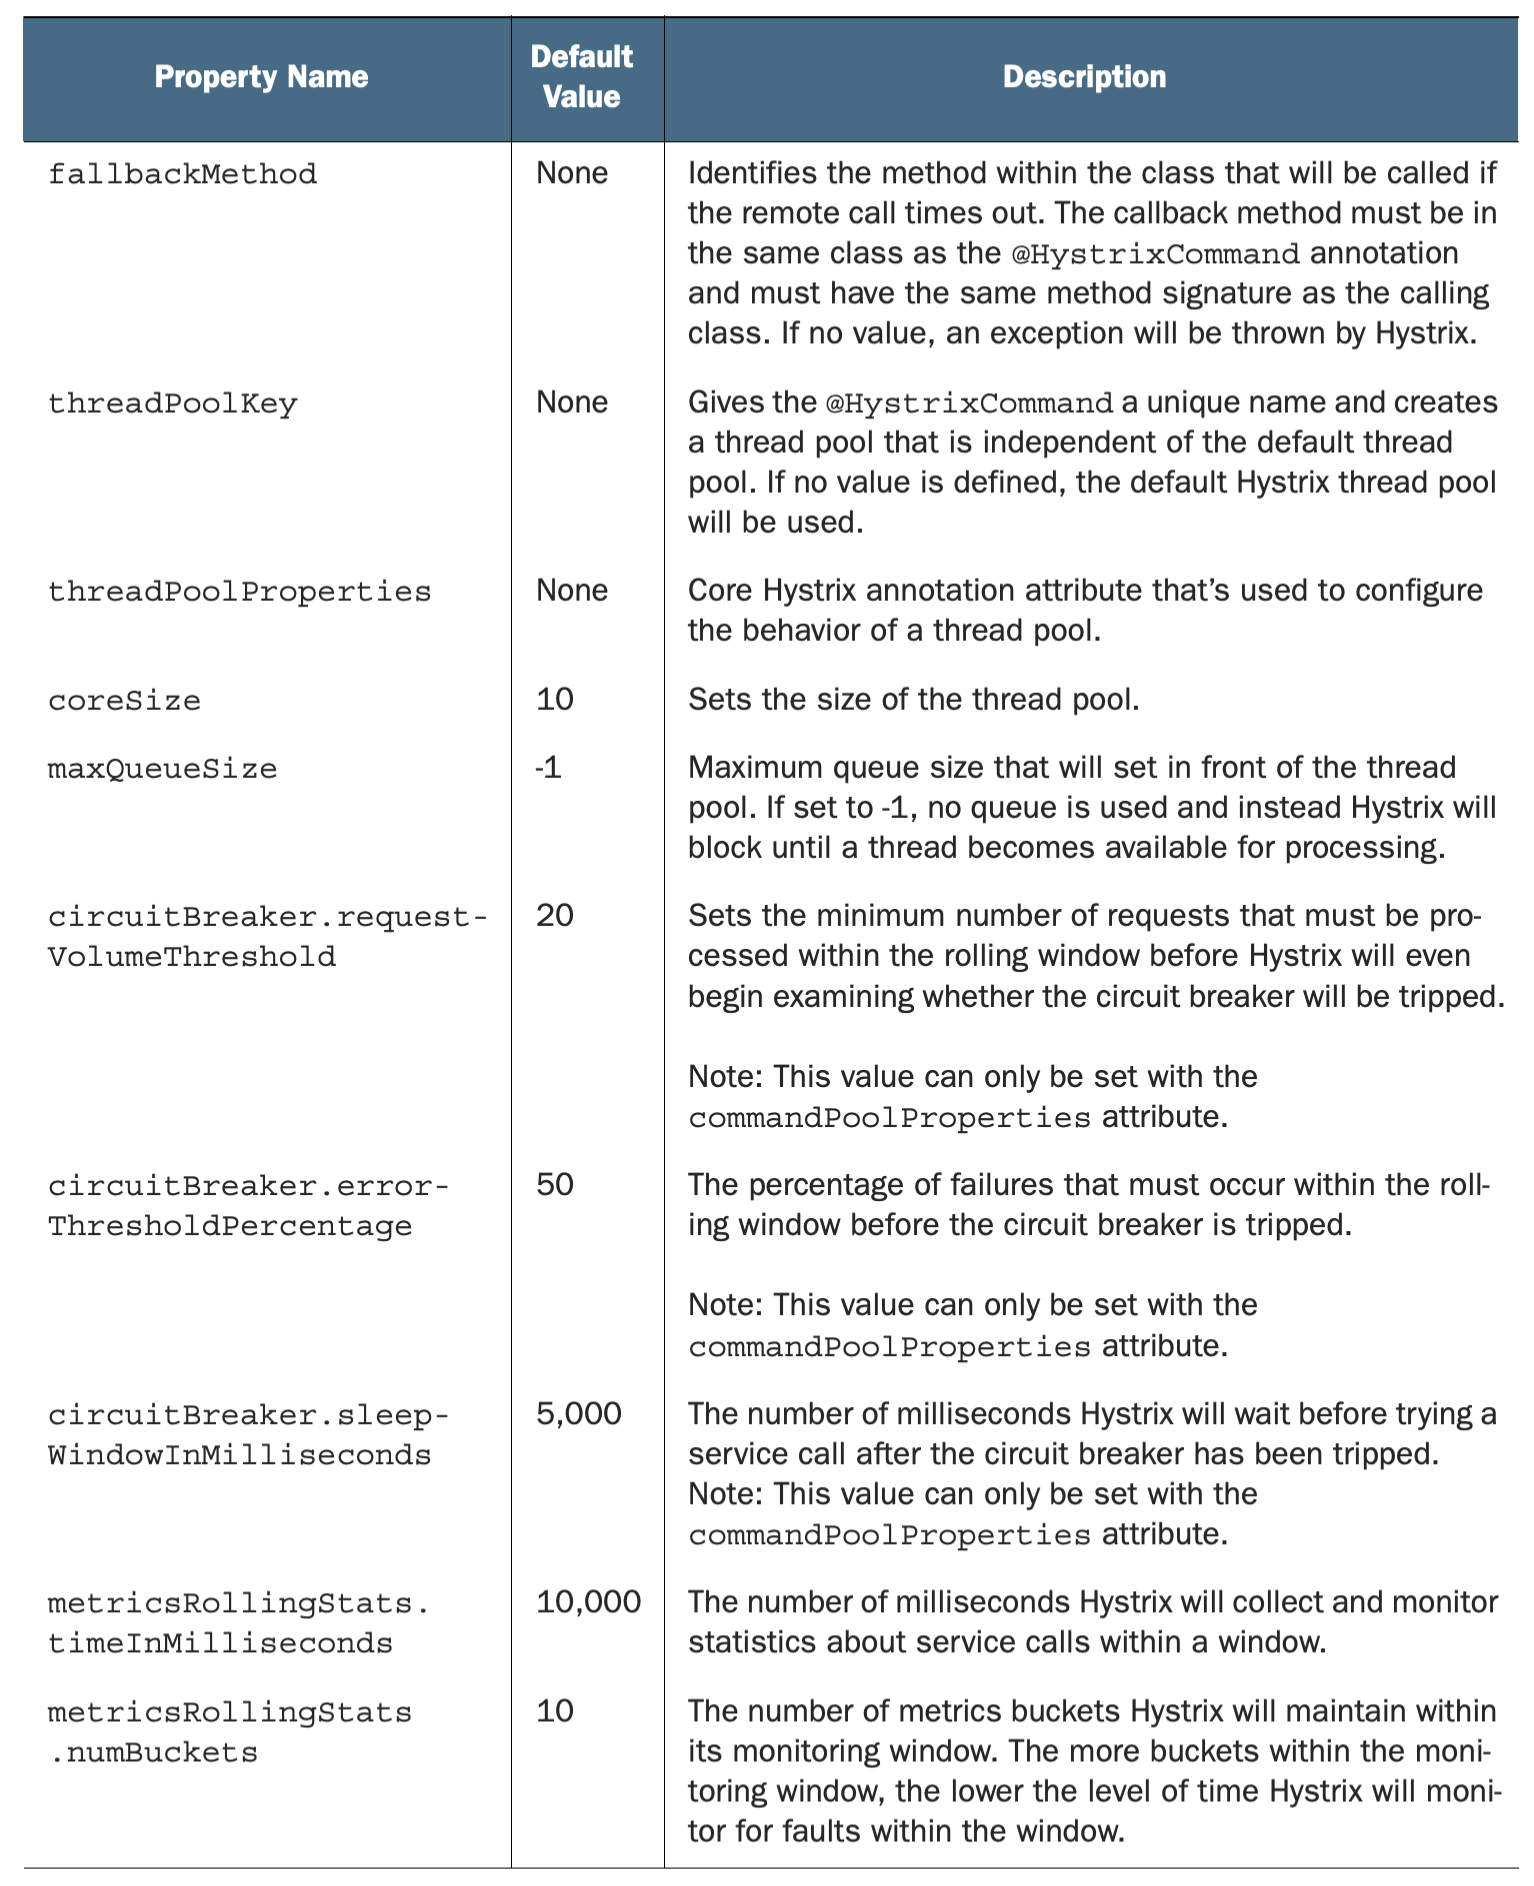 Property Name
Default
Value
Description
fallbackMethod
None
Identifies the method within the class that will be called if
the remote call times out. The callback method must be in
the same class as the @HystrixCommand annotation
and must have the same method signature as the calling
class. If no value, an exception will be thrown by Hystrix.
threadPoolKey
None
Gives the @HystrixCommand a unique name and creates
a thread pool that is independent of the default thread
pool. If no value is defined, the default Hystrix thread pool
will be used.
threadPoolProperties
None
Core Hystrix annotation attribute that’s used to configure
the behavior of a thread pool.
coreSize
10
Sets the size of the thread pool.
maxQueueSize
-1
Maximum queue size that will set in front of the thread
pool. If set to -1, no queue is used and instead Hystrix will
block until a thread becomes available for processing.
circuitBreaker.request-
VolumeThreshold
20
Sets the minimum number of requests that must be pro-
cessed within the rolling window before Hystrix will even
begin examining whether the circuit breaker will be tripped.
Note: This value can only be set with the
commandPoolProperties attribute.
circuitBreaker.error-
ThresholdPercentage
50
The percentage of failures that must occur within the roll-
ing window before the circuit breaker is tripped.
Note: This value can only be set with the
commandPoolProperties attribute.
circuitBreaker.sleep-
WindowInMilliseconds
5,000
The number of milliseconds Hystrix will wait before trying a
service call after the circuit breaker has been tripped.
Note: This value can only be set with the
commandPoolProperties attribute.
metricsRollingStats.
timeInMilliseconds
10,000
The number of milliseconds Hystrix will collect and monitor
statistics about service calls within a window.
metricsRollingStats
.numBuckets
10
The number of metrics buckets Hystrix will maintain within
its monitoring window. The more buckets within the moni-
toring window, the lower the level of time Hystrix will moni-
tor for faults within the window.